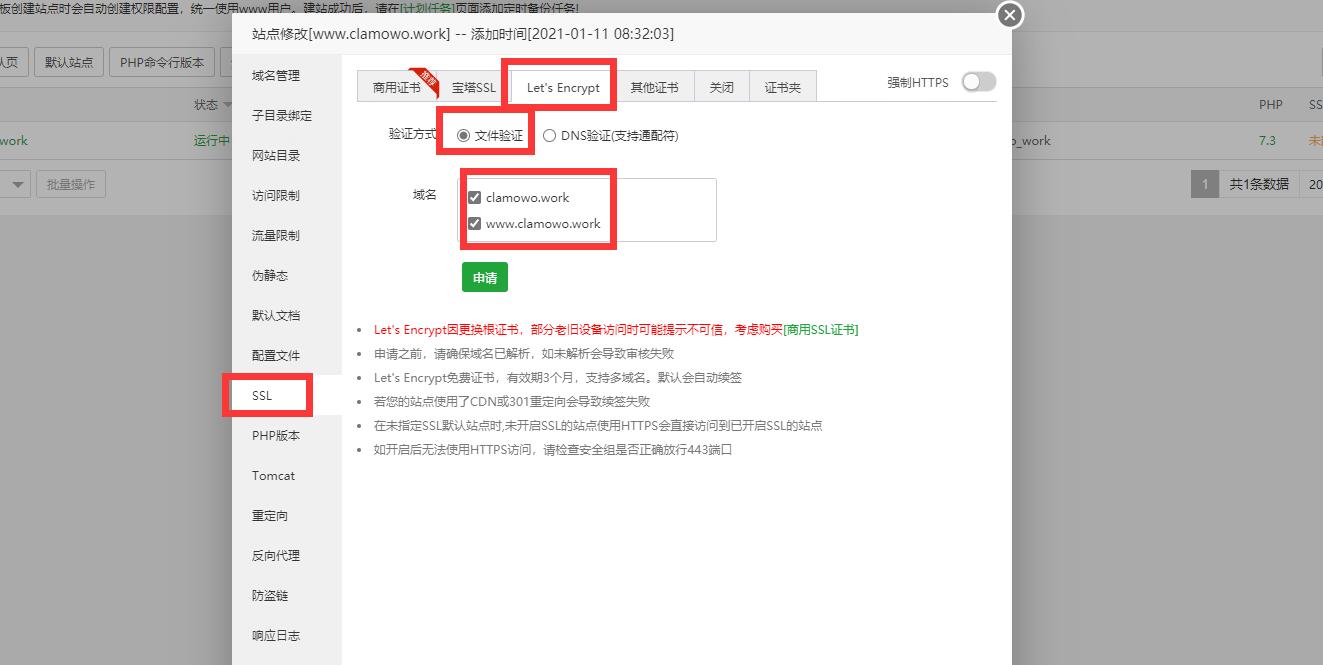 板创建站点时会自动创建权限配置，统一使用www用户。建站成功后，请在[计划任务]页面添加定时备份任务!
站点修改[www.clamowo.work] -- 添加时间[2021-01-11 08:32:03]
认页 默认站点 PHP命令行版本
状态 PHP SS
work 运行中 o_work 7.3 未
批量操作 1 共1条数据 20
域名管理
子目录绑定
网站目录
访问限制
流量限制
伪静态
默认文档
配置文件
SSL
PHP版本
Tomcat
重定向
反向代理
防盗链
响应日志
商用证书 推荐 宝塔SSL Let's Encrypt 其他证书 关闭 证书夹 强制HTTPS
验证方式 文件验证 DNS验证(支持通配符)
域名 clamowo.work
www.clamowo.work
申请
Let's Encrypt因更换根证书，部分老旧设备访问时可能提示不可信，考虑购买[商用SSL证书]
申请之前，请确保域名已解析，如未解析会导致审核失败
Let's Encrypt免费证书，有效期3个月，支持多域名。默认会自动续签
若您的站点使用了CDN或301重定向会导致续签失败
在未指定SSL默认站点时,未开启SSL的站点使用HTTPS会直接访问到已开启SSL的站点
如开启后无法使用HTTPS访问，请检查安全组是否正确放行443端口